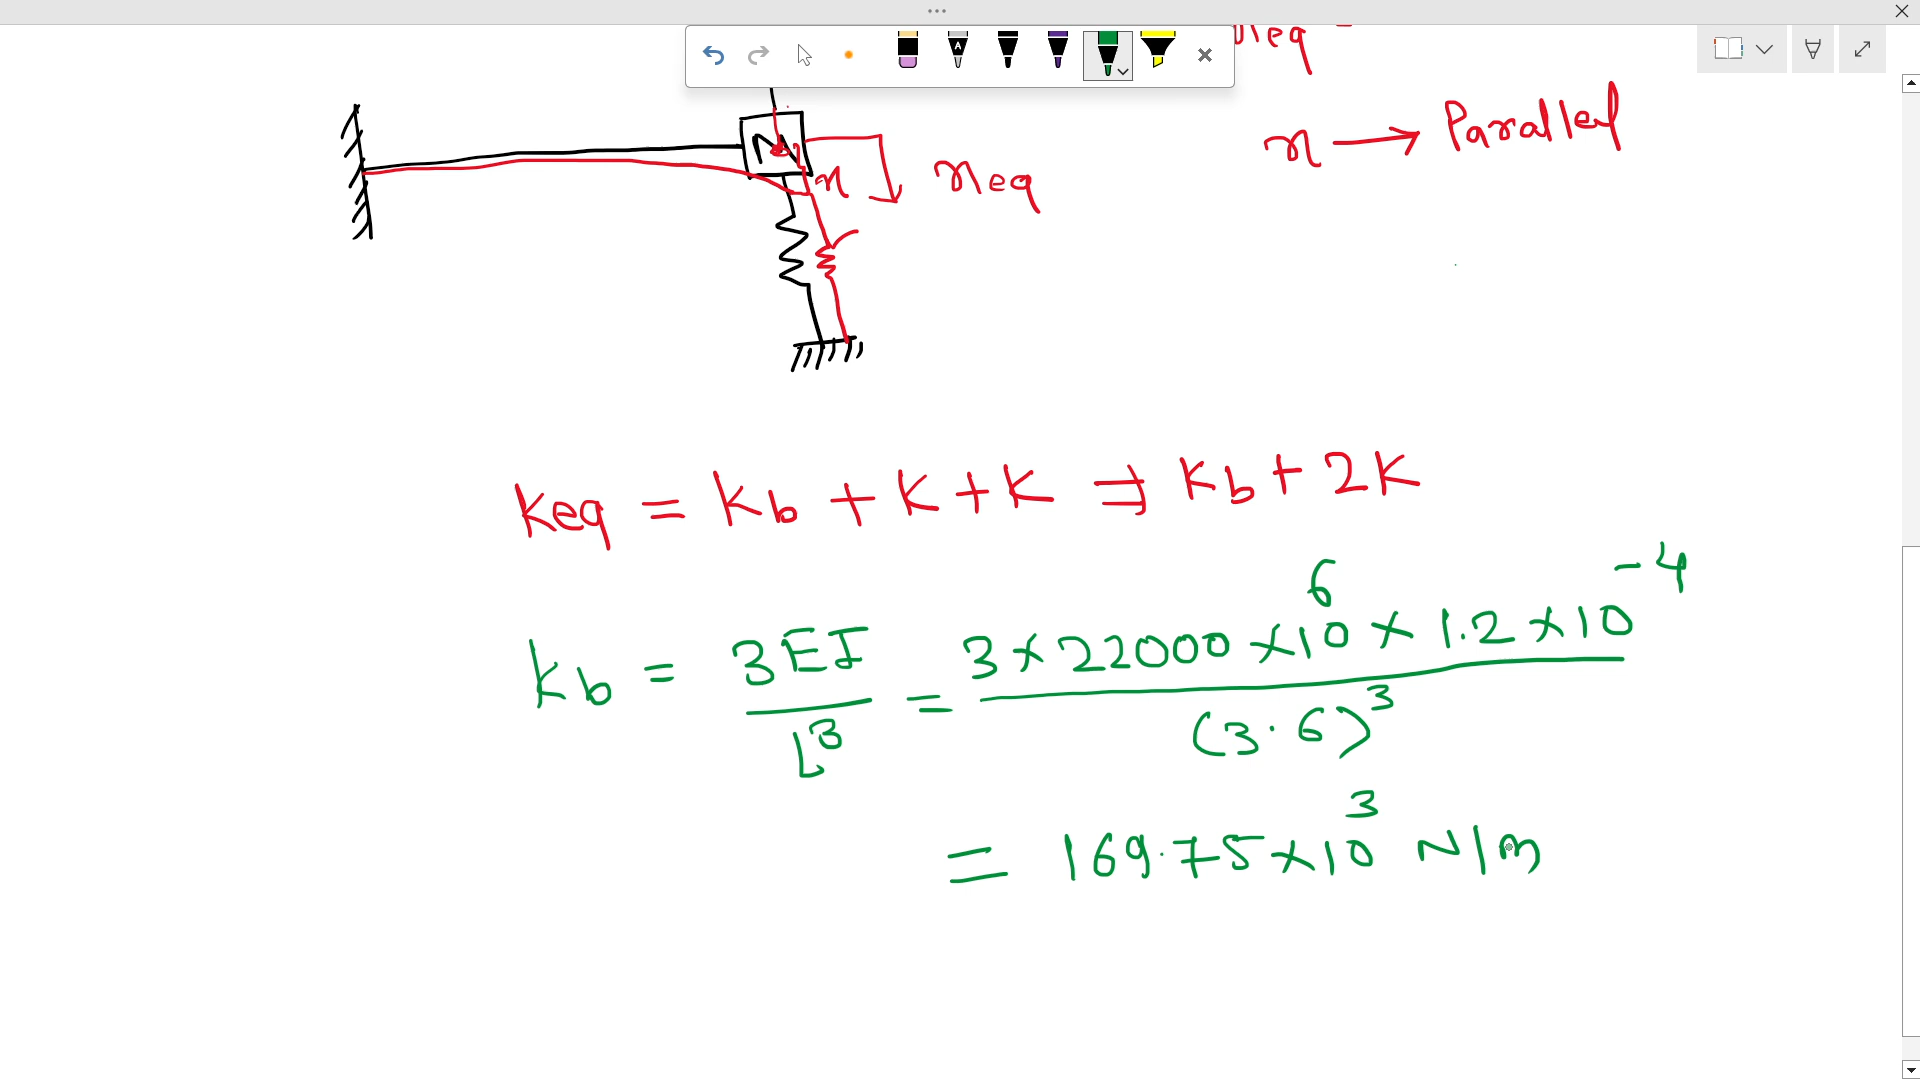 x → Parallel
M
x
xeq
keq = kb + k + k ⇒ kb + 2k
kb = 3EI / L³ = 3 × 22000 × 10⁶ × 1.2 × 10⁻⁴ / (3.6)³
= 169.75 × 10³ N/m